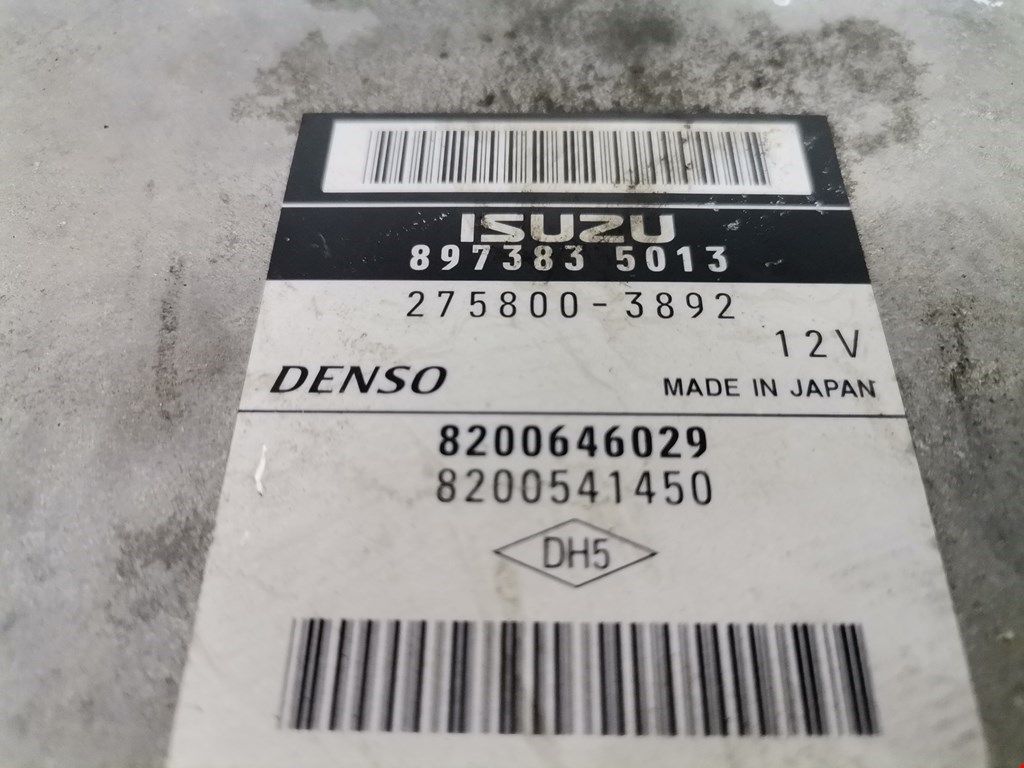 ISUZU
897383 5013
275800-3892
12V
DENSO MADE IN JAPAN
8200646029
8200541450
DH5